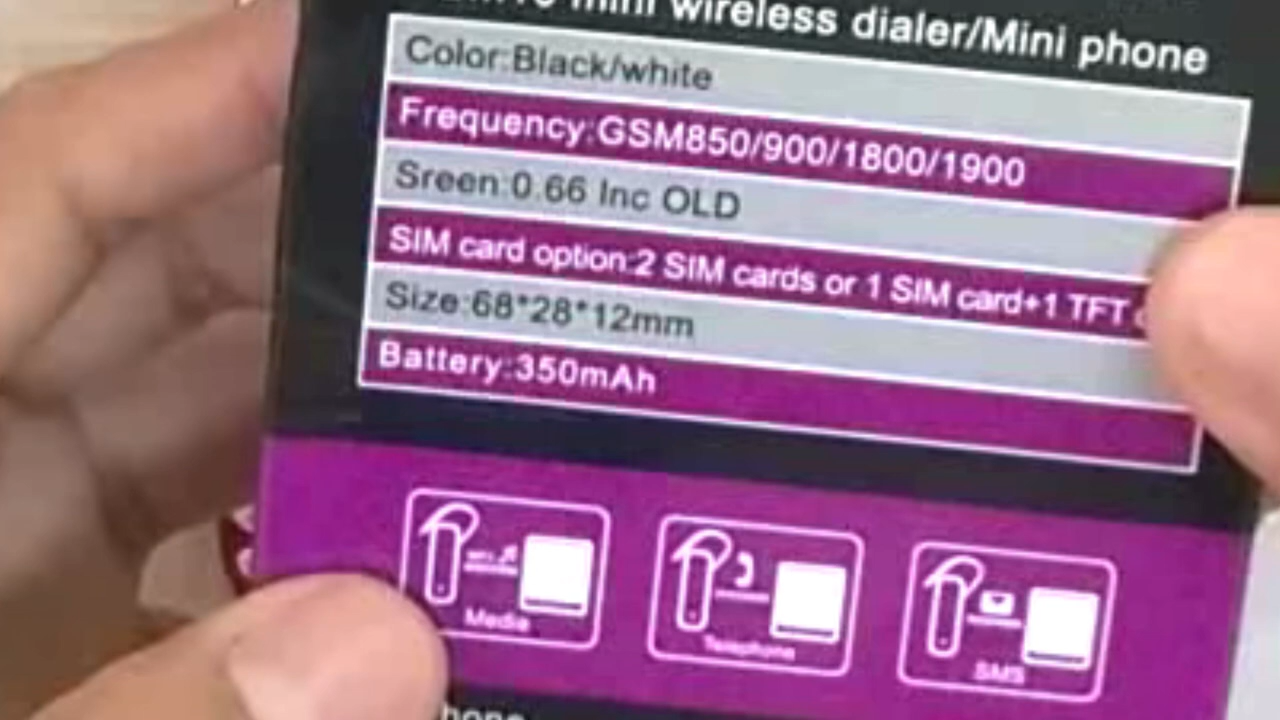 mini wireless dialer/Mini phone
Color:Black/white
Frequency:GSM850/900/1800/1900
Sreen:0.66 Inc OLD
SIM card option:2 SIM cards or 1 SIM card+1 TFT
Size:68*28*12mm
Battery:350mAh
Media
Telephone
SMS